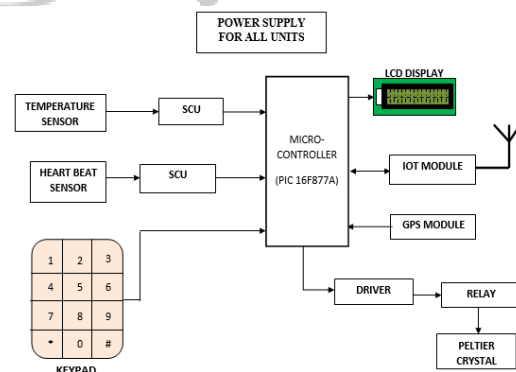 POWER SUPPLY
FOR ALL UNITS
LCD DISPLAY
TEMPERATURE
SENSOR
SCU
MICRO-
CONTROLLER
(PIC 16F877A)
HEART BEAT
SENSOR
SCU
IOT MODULE
GPS MODULE
1 2 3
4 5 6
7 8 9
* 0 #
KEYPAD
DRIVER
RELAY
PELTIER
CRYSTAL